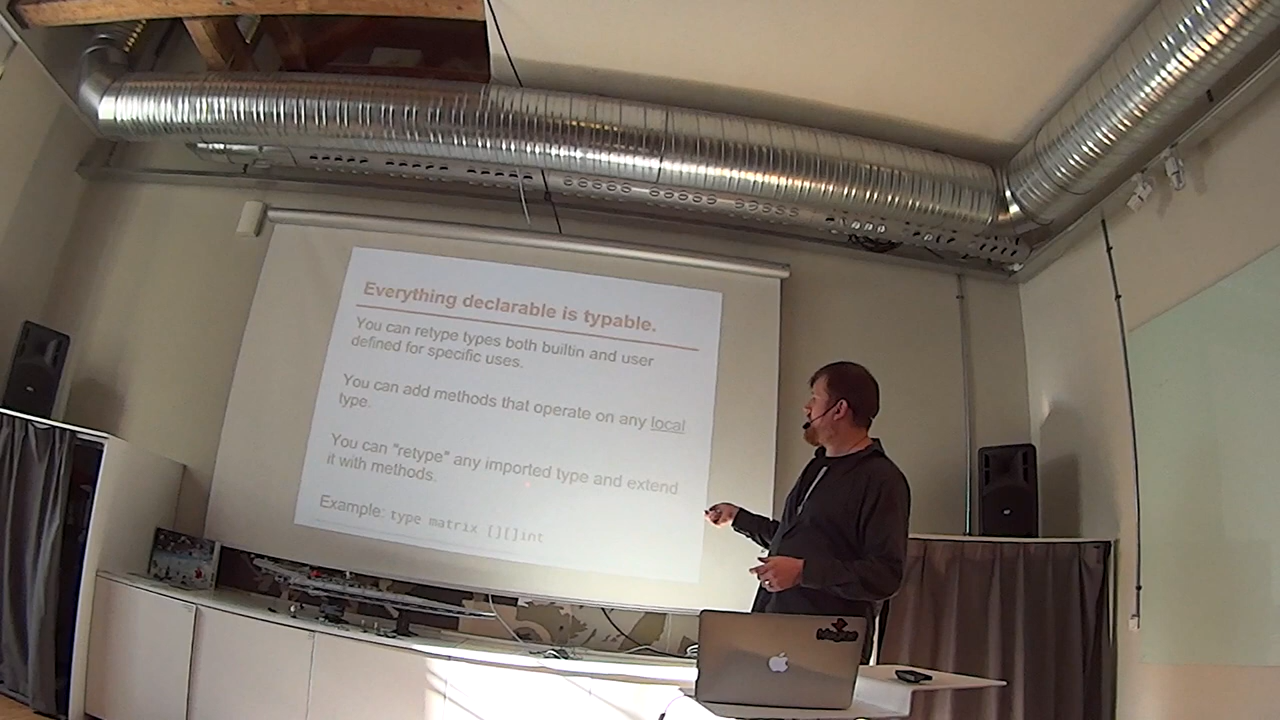 Everything declarable is typable.
You can retype types both builtin and user
defined for specific uses.
You can add methods that operate on any local
type.
You can "retype" any imported type and extend
it with methods.
Example: type matrix [][]int